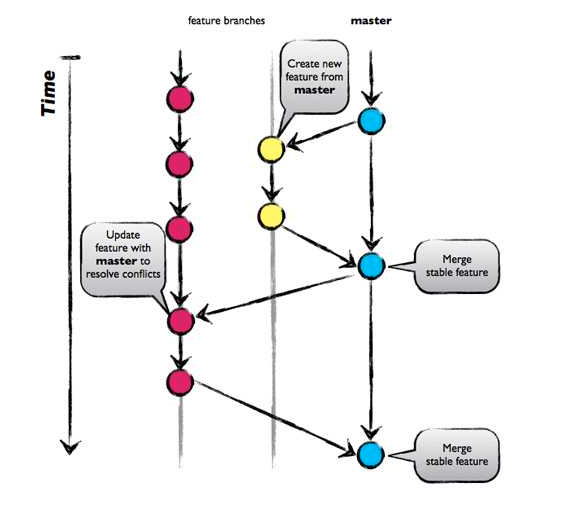 feature branches
master
Time
Create new
feature from
master
Update
feature with
master to
resolve conflicts
Merge
stable feature
Merge
stable feature